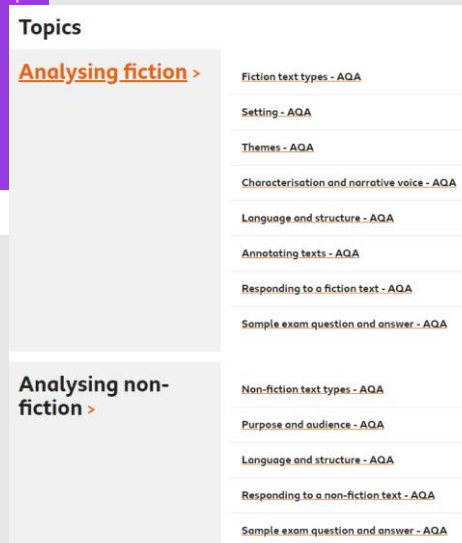 Topics
Analysing fiction >
Fiction text types - AQA
Setting - AQA
Themes - AQA
Characterisation and narrative voice - AQA
Language and structure - AQA
Annotating texts - AQA
Responding to a fiction text - AQA
Sample exam question and answer - AQA
Analysing non-
fiction >
Non-fiction text types - AQA
Purpose and audience - AQA
Language and structure - AQA
Responding to a non-fiction text - AQA
Sample exam question and answer - AQA